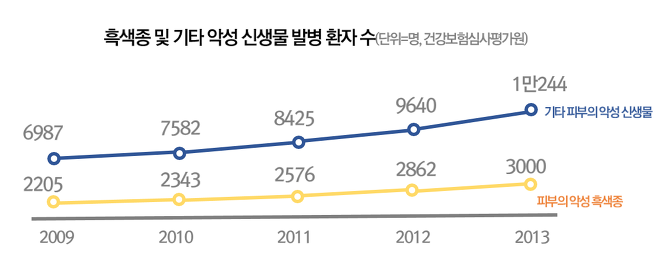 흑색종 및 기타 악성 신생물 발병 환자 수(단위=명, 건강보험심사평가원)
6987 7582 8425 9640 1만244
기타 피부의 악성 신생물
2205 2343 2576 2862 3000
피부의 악성 흑색종
2009 2010 2011 2012 2013